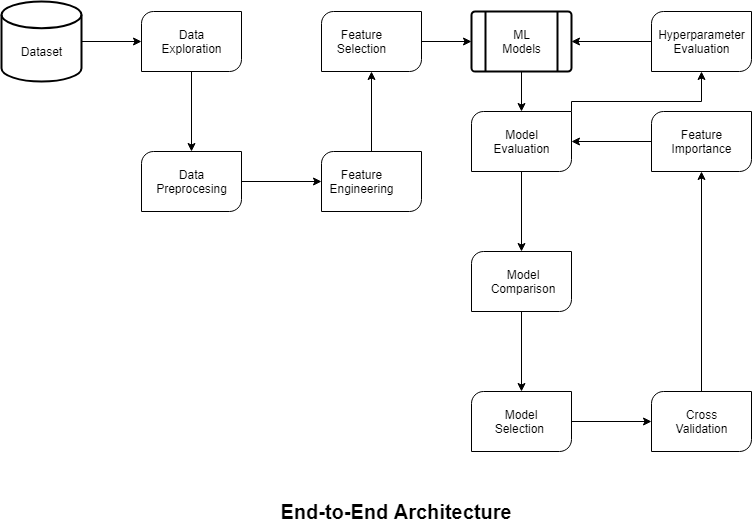 Dataset
Data
Exploration
Feature
Selection
ML
Models
Hyperparameter
Evaluation
Data
Preprocesing
Feature
Engineering
Model
Evaluation
Feature
Importance
Model
Comparison
Model
Selection
Cross
Validation
End-to-End Architecture